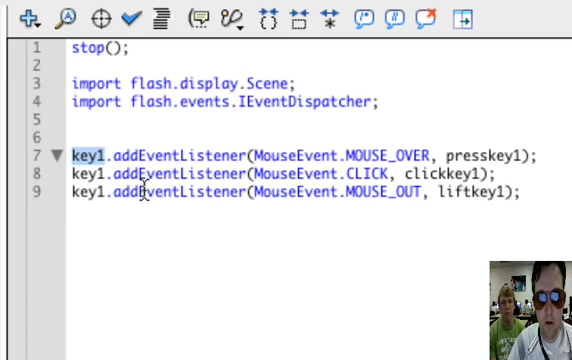 1 stop();
2
3 import flash.display.Scene;
4 import flash.events.IEventDispatcher;
5
6
7 key1.addEventListener(MouseEvent.MOUSE_OVER, presskey1);
8 key1.addEventListener(MouseEvent.CLICK, clickkey1);
9 key1.addEventListener(MouseEvent.MOUSE_OUT, liftkey1);